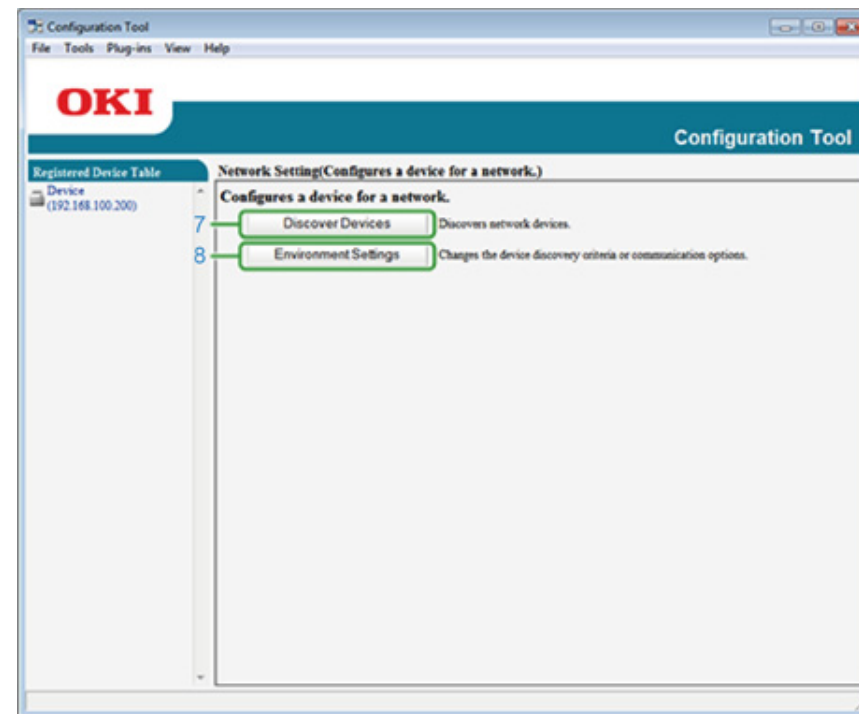 Configuration Tool
File Tools Plug-ins View Help
OKI
Configuration Tool
Registered Device Table
Device
(192.168.100.200)
Network Setting(Configures a device for a network.)
Configures a device for a network.
7 Discover Devices Discovers network devices.
8 Environment Settings Changes the device discovery criteria or communication options.